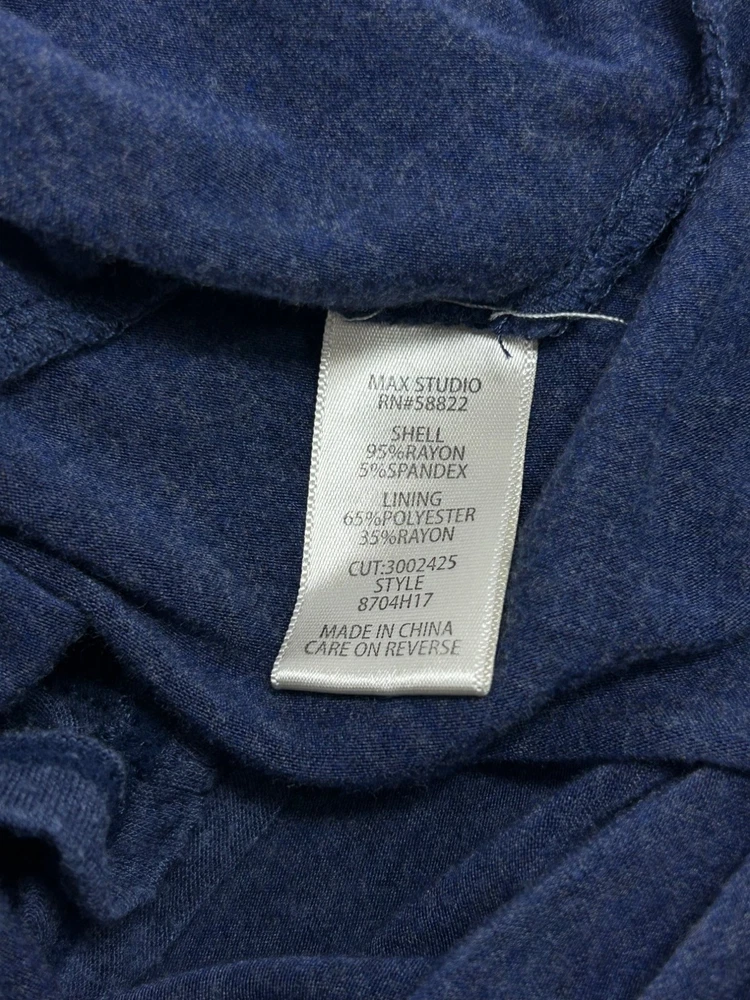 MAX STUDIO
RN#58822
SHELL
95%RAYON
5%SPANDEX
LINING
65%POLYESTER
35%RAYON
CUT:3002425
STYLE
8704H17
MADE IN CHINA
CARE ON REVERSE